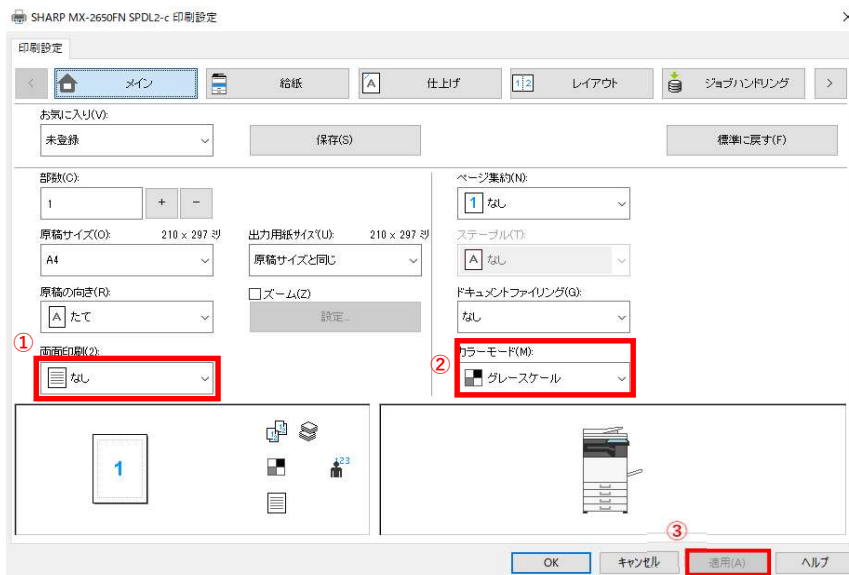 SHARP MX-2650FN SPDL2-c 印刷設定
印刷設定
メイン 給紙 A 仕上げ 1 2 レイアウト ジョブハンドリング
お気に入り(V):
未登録 保存(S) 標準に戻す(F)
部数(C): ページ集約(N):
1 + - 1 なし
原稿サイズ(O): 210 x 297 ミリ 出力用紙サイズ(U): 210 x 297 ミリ ステープル(T):
A4 原稿サイズと同じ A なし
原稿の向き(R): ズーム(Z) ドキュメントファイリング(G):
A たて 設定... なし
① 両面印刷(2): ② カラーモード(M):
なし グレースケール
1 123
③
OK キャンセル 適用(A) ヘルプ